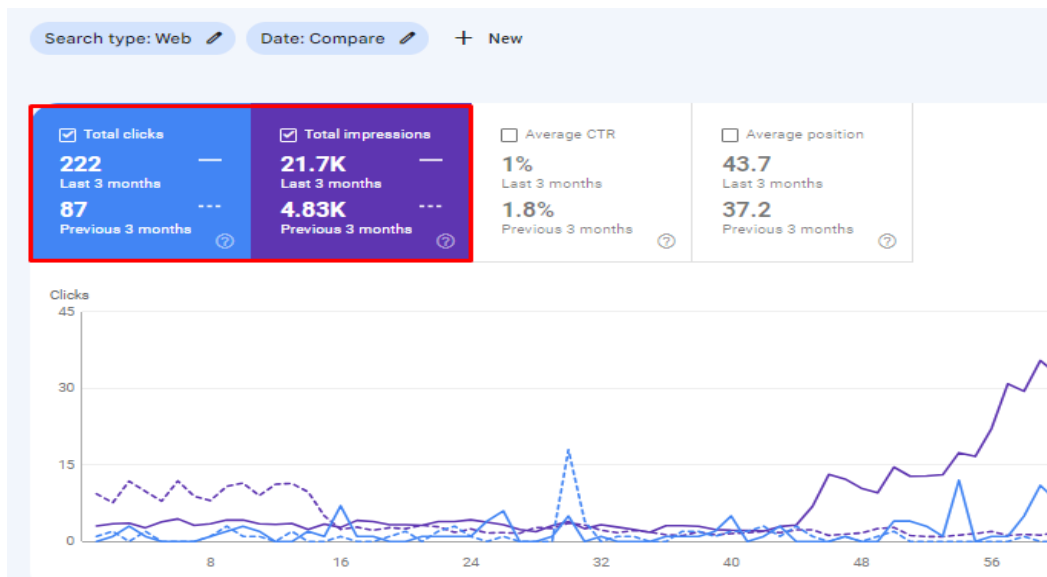 Search type: Web Date: Compare + New
Total clicks
222
Last 3 months
87
Previous 3 months
Total impressions
21.7K
Last 3 months
4.83K
Previous 3 months
Average CTR
1%
Last 3 months
1.8%
Previous 3 months
Average position
43.7
Last 3 months
37.2
Previous 3 months
Clicks
45
30
15
0
8 16 24 32 40 48 56